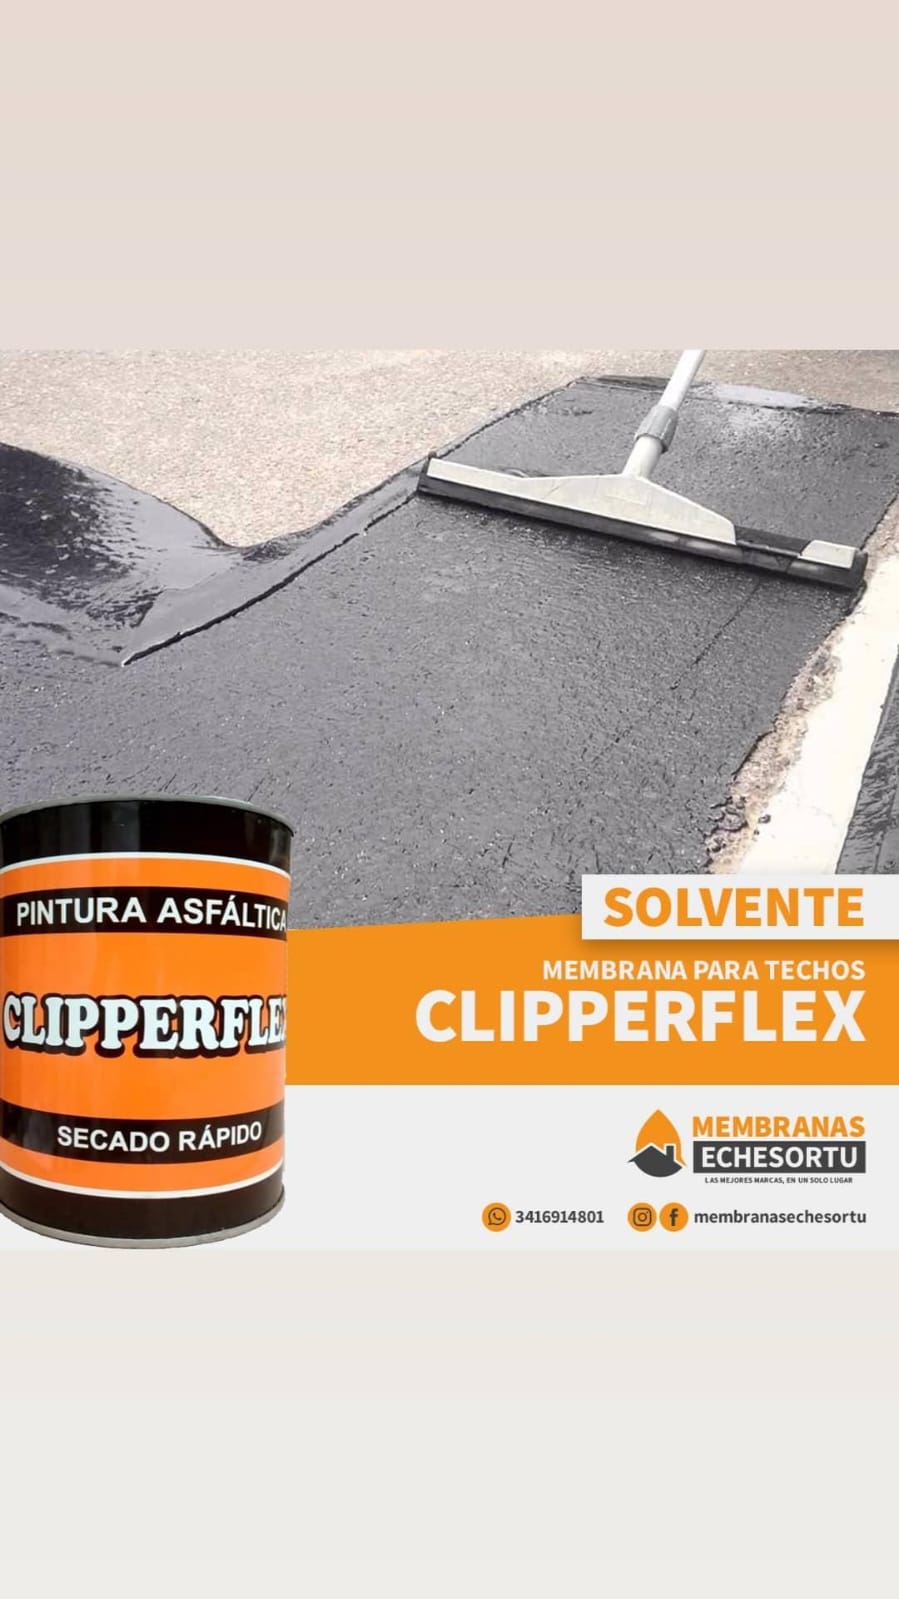 PINTURA ASFÁLTICA
CLIPPERFLEX
SECADO RÁPIDO
SOLVENTE
MEMBRANA PARA TECHOS
CLIPPERFLEX
MEMBRANAS
ECHESORTU
LAS MEJORES MARCAS, EN UN SOLO LUGAR
3416914801
membranasechesortu